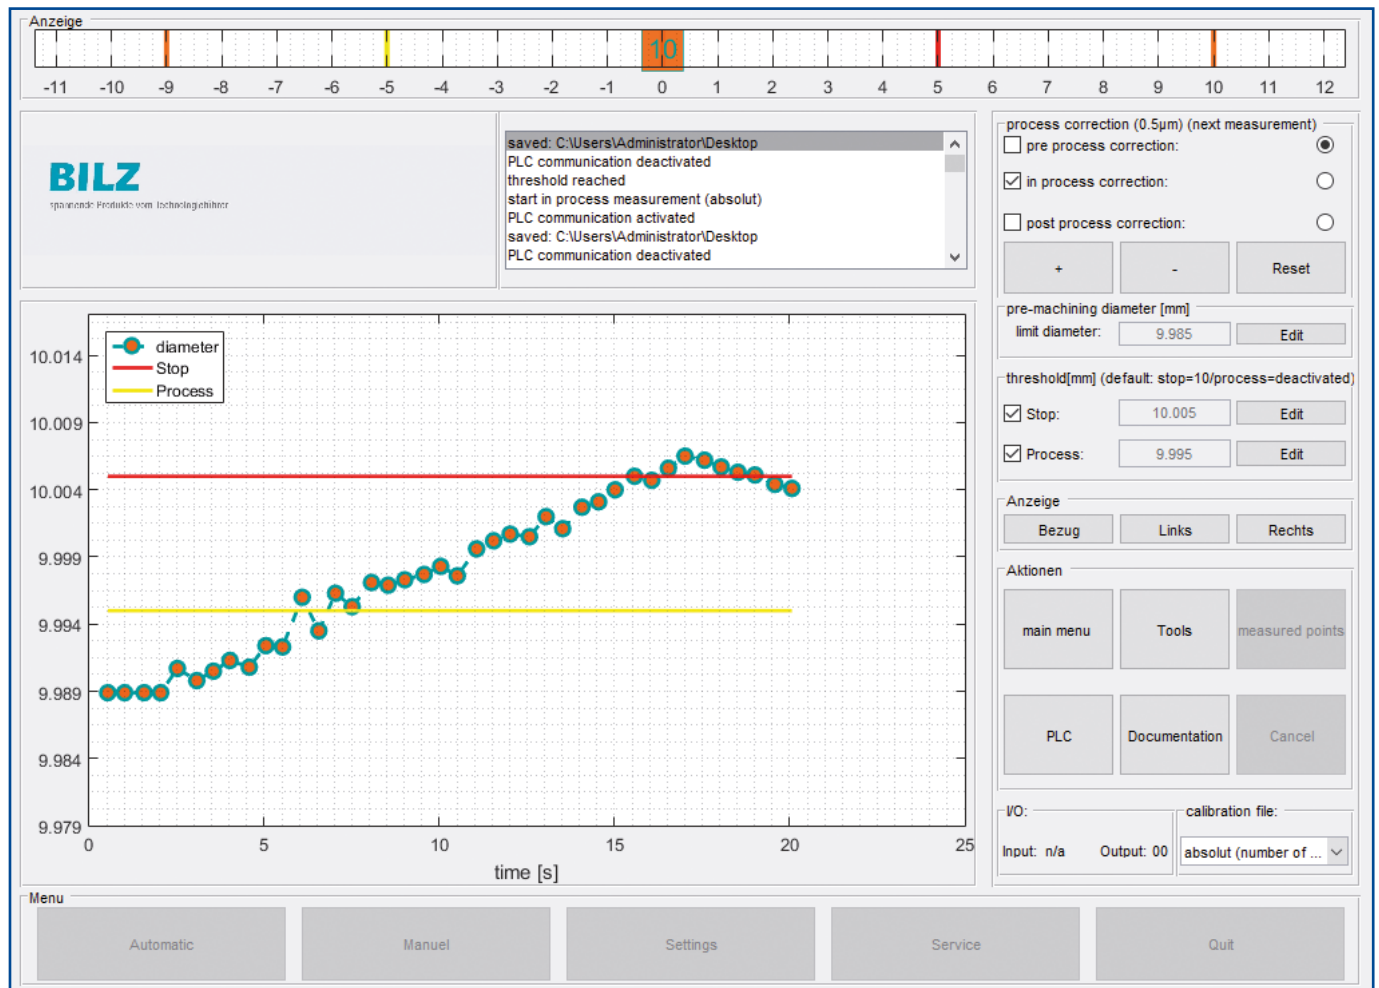 Anzeige
10
-11 -10 -9 -8 -7 -6 -5 -4 -3 -2 -1 0 1 2 3 4 5 6 7 8 9 10 11 12
BILZ
spannende Produkte vom Technologieführer
saved: C:\Users\Administrator\Desktop
PLC communication deactivated
threshold reached
start in process measurement (absolut)
PLC communication activated
saved: C:\Users\Administrator\Desktop
PLC communication deactivated
process correction (0.5µm) (next measurement)
pre process correction:
in process correction:
post process correction:
+ - Reset
pre-machining diameter [mm]
limit diameter: 9.985 Edit
threshold[mm] (default: stop=10/process=deactivated)
Stop: 10.005 Edit
Process: 9.995 Edit
Anzeige
Bezug Links Rechts
Aktionen
main menu Tools measured points
PLC Documentation Cancel
I/O:
Input: n/a Output: 00
calibration file:
absolut (number of ...
diameter
Stop
Process
10.014
10.009
10.004
9.999
9.994
9.989
9.984
9.979
0 5 10 15 20 25
time [s]
Menu
Automatic Manuel Settings Service Quit